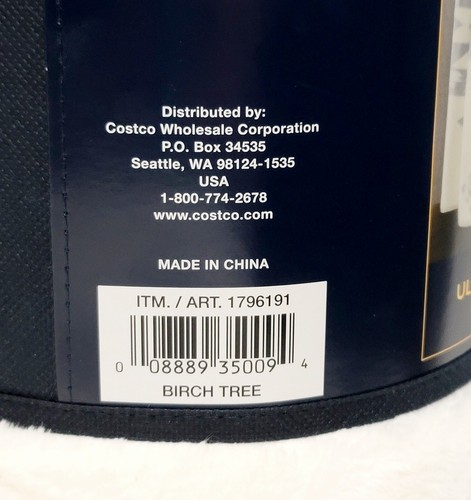 Distributed by:
Costco Wholesale Corporation
P.O. Box 34535
Seattle, WA 98124-1535
USA
1-800-774-2678
www.costco.com
MADE IN CHINA
ITM. / ART. 1796191
0 08889 35009 4
BIRCH TREE
UL